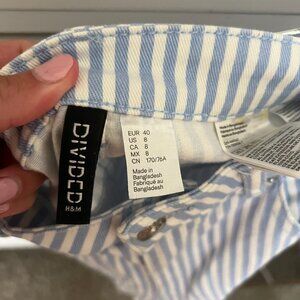 DIVIDED
H&M
EUR 40
US 8
CA 8
MX 8
CN 170/76A
Made in
Bangladesh
Fabriqué au
Bangladesh